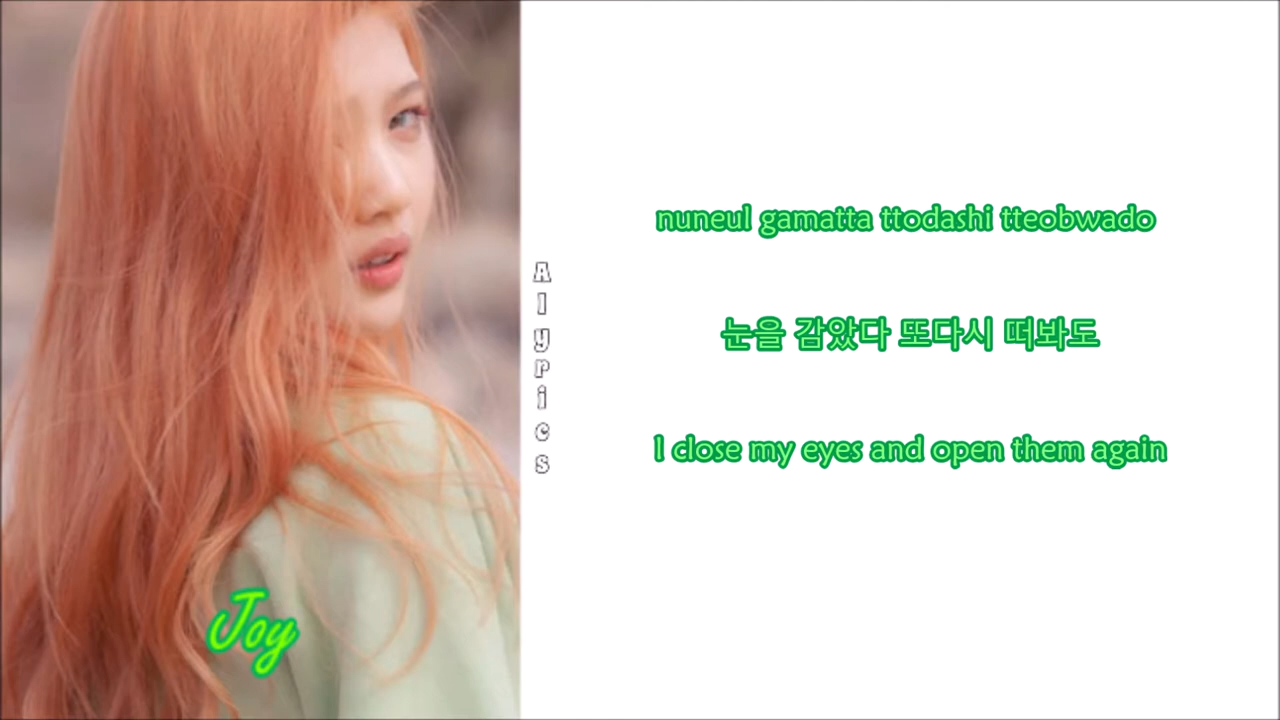 nuneul gamatta ttodashi tteobwado
Alyrics
눈을 감았다 또다시 떠봐도
I close my eyes and open them again
Joy